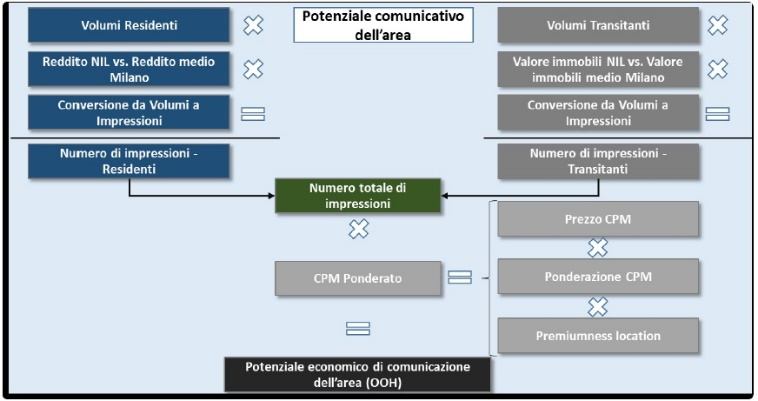 Potenziale comunicativo
dell'area
Volumi Residenti
Reddito NIL vs. Reddito medio
Milano
Conversione da Volumi a
Impressioni
Numero di impressioni -
Residenti
Volumi Transitanti
Valore immobili NIL vs. Valore
immobili medio Milano
Conversione da Volumi a
Impressioni
Numero di impressioni -
Transitanti
Numero totale di
impressioni
CPM Ponderato
Prezzo CPM
Ponderazione CPM
Premiumness location
Potenziale economico di comunicazione
dell'area (OOH)